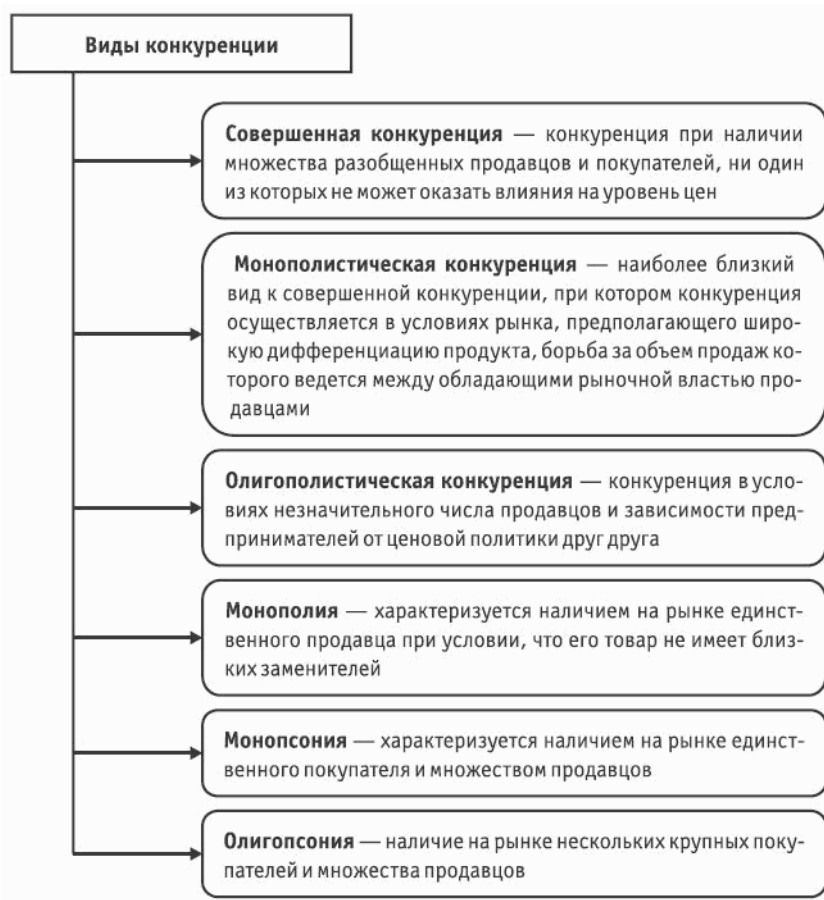 Виды конкуренции
Совершенная конкуренция — конкуренция при наличии
множества разобщенных продавцов и покупателей, ни один
из которых не может оказать влияния на уровень цен
Монополистическая конкуренция — наиболее близкий
вид к совершенной конкуренции, при котором конкуренция
осуществляется в условиях рынка, предполагающего широ-
кую дифференциацию продукта, борьба за объем продаж ко-
торого ведется между обладающими рыночной властью про-
давцами
Олигополистическая конкуренция — конкуренция в усло-
виях незначительного числа продавцов и зависимости пред-
принимателей от ценовой политики друг друга
Монополия — характеризуется наличием на рынке единст-
венного продавца при условии, что его товар не имеет близ-
ких заменителей
Монопсония — характеризуется наличием на рынке единст-
венного покупателя и множеством продавцов
Олигопсония — наличие на рынке нескольких крупных поку-
пателей и множества продавцов